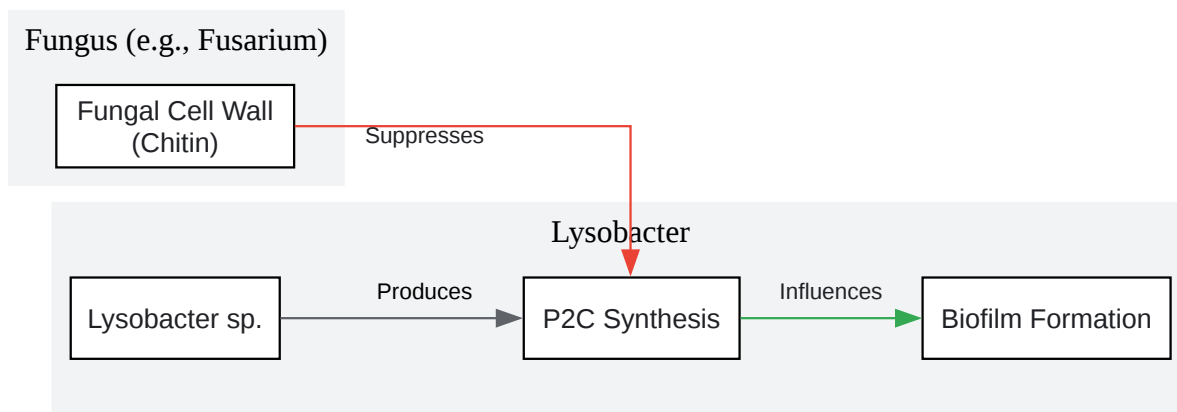 Fungus (e.g., Fusarium)
Fungal Cell Wall
(Chitin)
Suppresses
Lysobacter
Produces
Influences
Lysobacter sp.
P2C Synthesis
Biofilm Formation